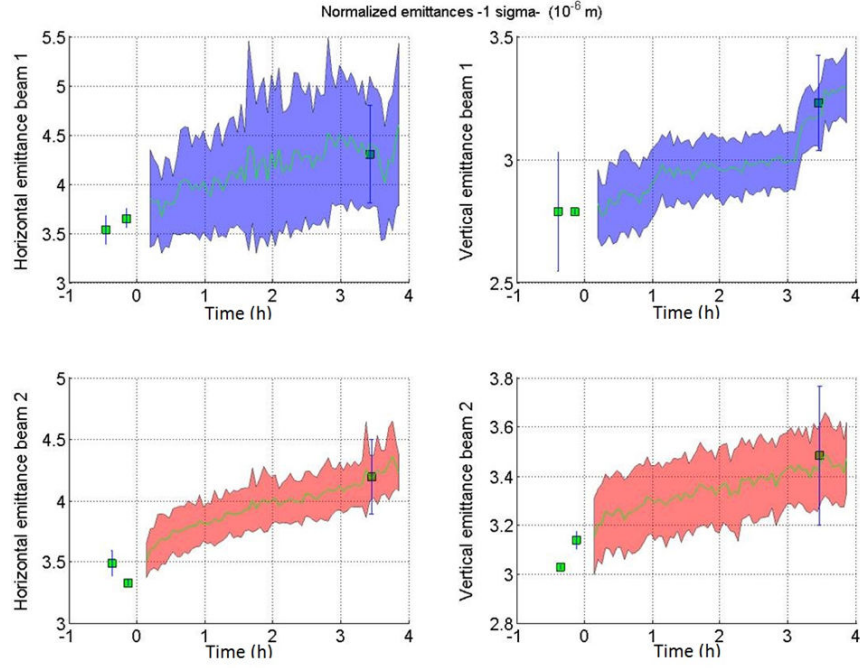 Normalized emittances -1 sigma- (10⁻⁶ m)
Horizontal emittance beam 1
5.5
5
4.5
4
3.5
3
-1 0 1 2 3 4
Time (h)
Vertical emittance beam 1
3.5
3
2.5
-1 0 1 2 3 4
Time (h)
Horizontal emittance beam 2
5
4.5
4
3.5
3
-1 0 1 2 3 4
Time (h)
Vertical emittance beam 2
3.8
3.6
3.4
3.2
3
2.8
-1 0 1 2 3 4
Time (h)